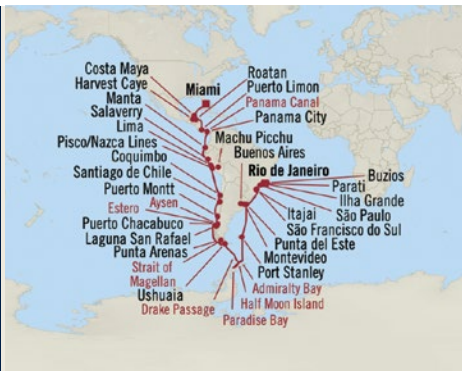 Costa Maya
Harvest Caye
Manta
Salaverry
Lima
Pisco/Nazca Lines
Coquimbo
Santiago de Chile
Puerto Montt
Aysen
Estero
Puerto Chacabuco
Laguna San Rafael
Punta Arenas
Strait of
Magellan
Ushuaia
Drake Passage
Miami
Roatan
Puerto Limon
Panama Canal
Panama City
Machu Picchu
Buenos Aires
Rio de Janeiro
Buzios
Parati
Ilha Grande
São Paulo
São Francisco do Sul
Itajai
Punta del Este
Montevideo
Port Stanley
Admiralty Bay
Half Moon Island
Paradise Bay